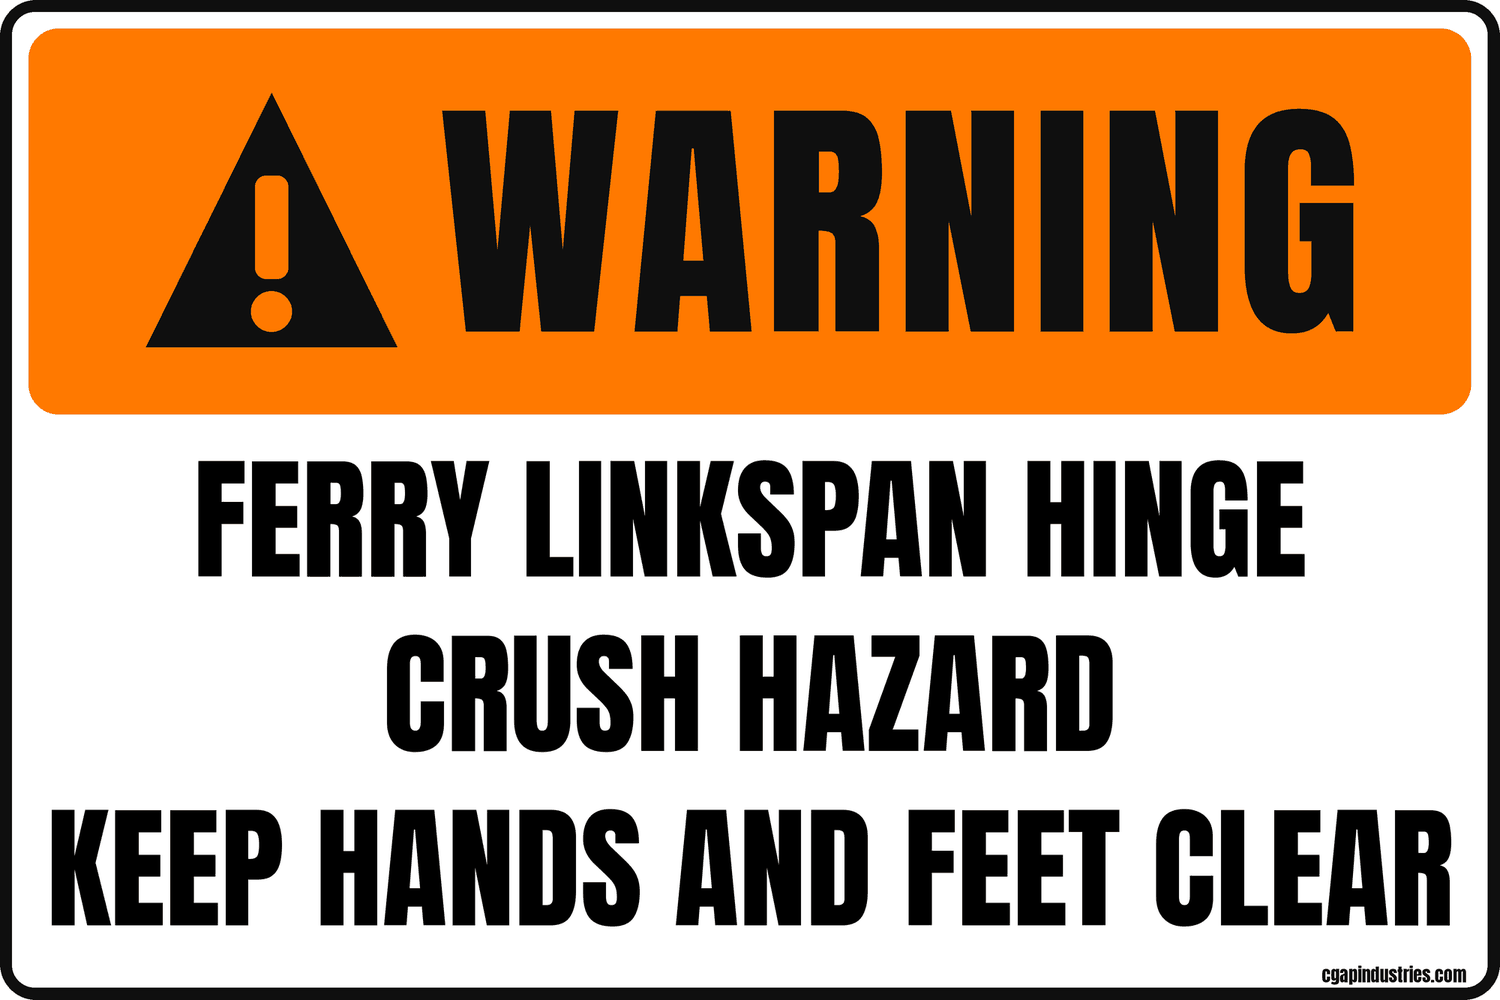 WARNING
FERRY LINKSPAN HINGE
CRUSH HAZARD
KEEP HANDS AND FEET CLEAR
cgapindustries.com